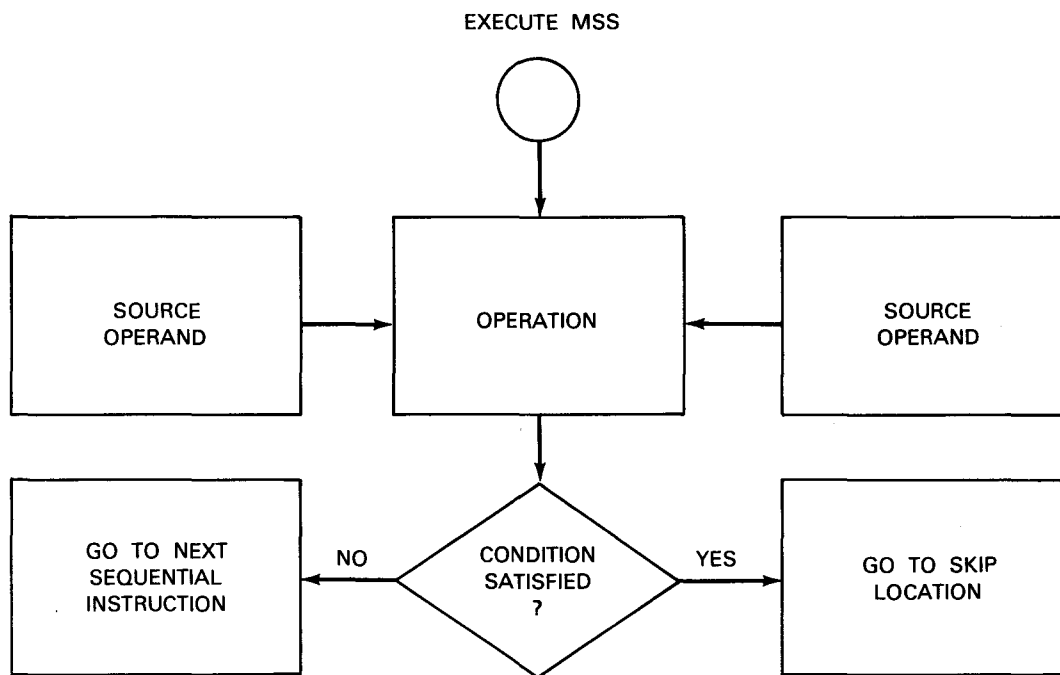 EXECUTE MSS
SOURCE
OPERAND
OPERATION
SOURCE
OPERAND
GO TO NEXT
SEQUENTIAL
INSTRUCTION
NO
CONDITION
SATISFIED
?
YES
GO TO SKIP
LOCATION